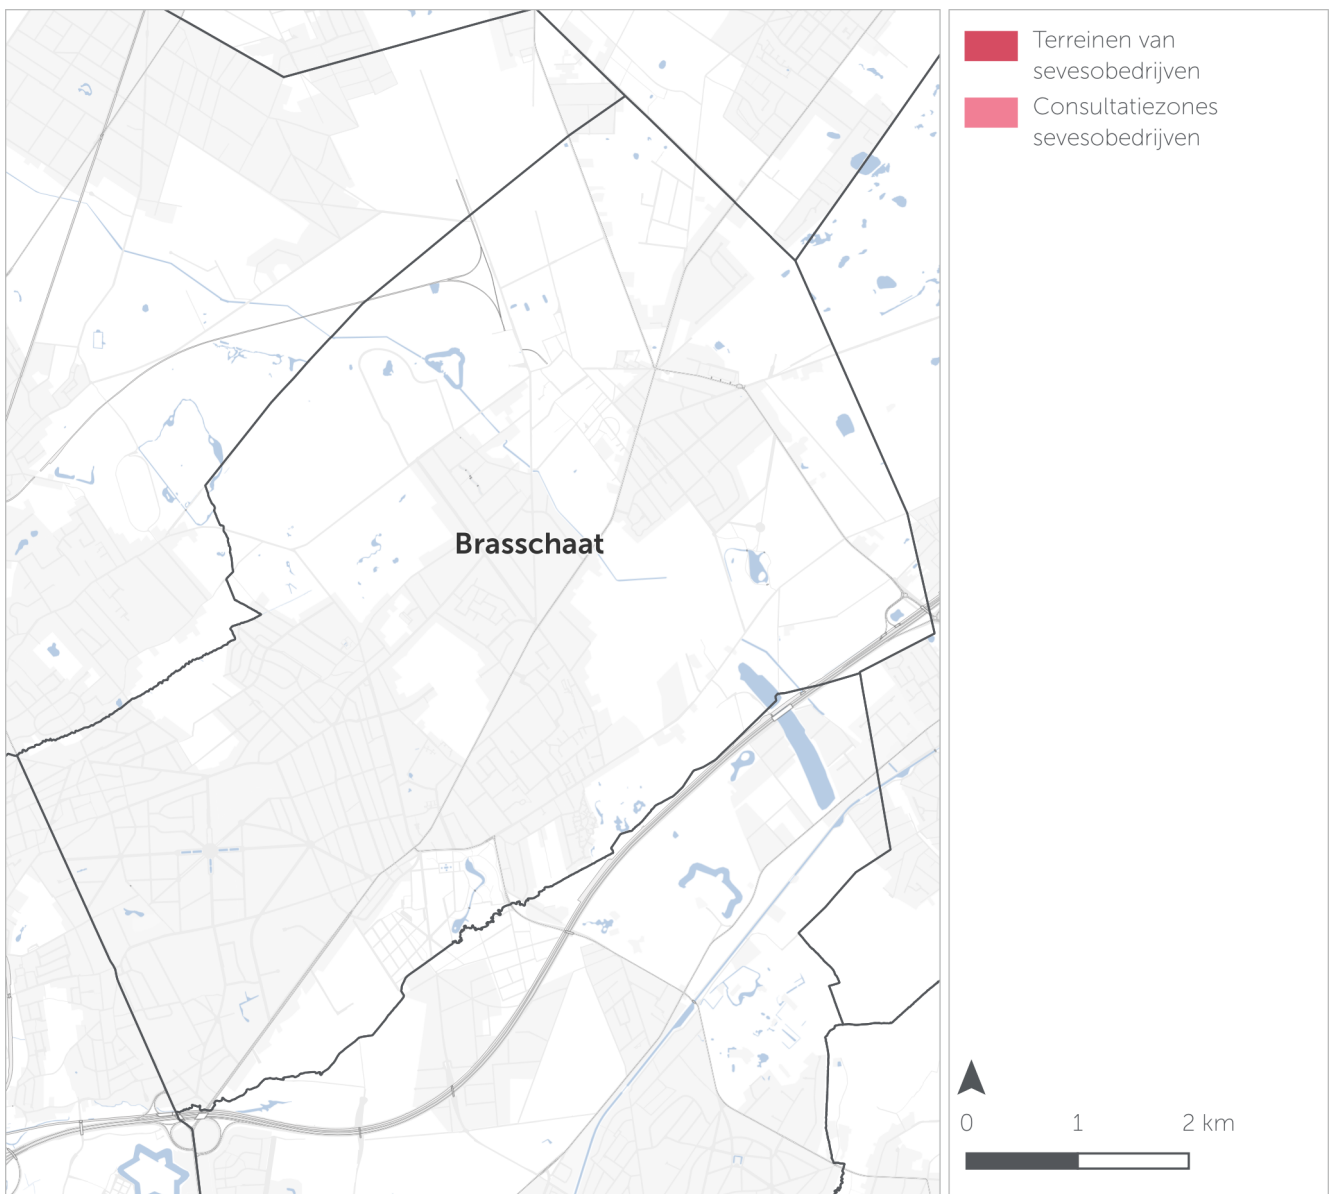 Terreinen van
sevesobedrijven
Consultatiezones
sevesobedrijven
Brasschaat
0 1 2 km